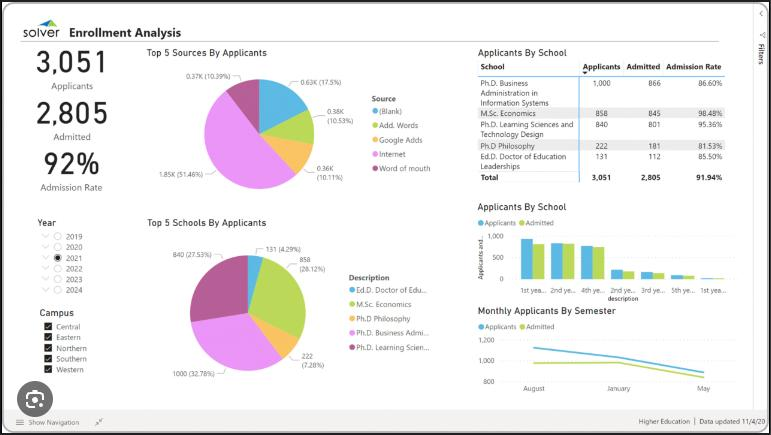 solver Enrollment Analysis
3,051
Applicants
2,805
Admitted
92%
Admission Rate
Year
2019
2020
2021
2022
2023
2024
Campus
Central
Eastern
Northern
Southern
Western
Top 5 Sources By Applicants
0.37K (10.39%)
0.63K (17.5%)
0.38K
(10.53%)
0.36K
(10.11%)
1.85K (51.46%)
Source
(Blank)
Add. Words
Google Adds
Internet
Word of mouth
Top 5 Schools By Applicants
840 (27.53%)
131 (4.29%)
858
(28.12%)
222
(7.28%)
1000 (32.78%)
Description
Ed.D. Doctor of Edu...
M.Sc. Economics
Ph.D Philosophy
Ph.D. Business Admi...
Ph.D. Learning Scien...
Applicants By School
School Applicants Admitted Admission Rate
Ph.D. Business 1,000 866 86.60%
Administration in
Information Systems
M.Sc. Economics 858 845 98.48%
Ph.D. Learning Sciences and 840 801 95.36%
Technology Design
Ph.D Philosophy 222 181 81.53%
Ed.D. Doctor of Education 131 112 85.50%
Leaderships
Total 3,051 2,805 91.94%
Applicants By School
Applicants Admitted
Applicants and...
1,000
500
0
1st yea... 2nd ye... 4th ye... 2nd ye... 3rd ye... 5th ye... 1st yea...
description
Monthly Applicants By Semester
Applicants Admitted
1,200
1,000
800
August January May
Filters
Show Navigation
Higher Education | Data updated 11/4/20